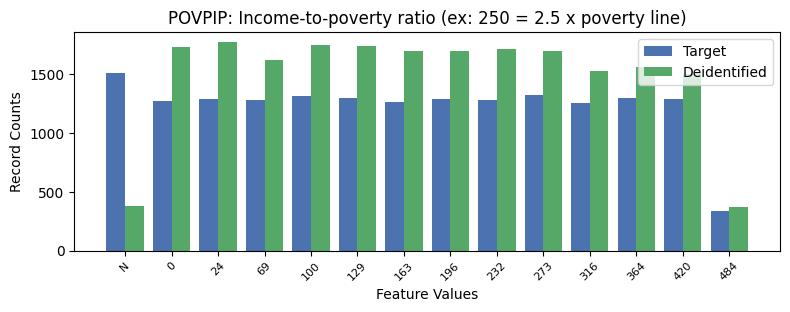 POVPIP: Income-to-poverty ratio (ex: 250 = 2.5 x poverty line)
Target
Deidentified
Record Counts
1500
1000
500
0
N 0 24 69 100 129 163 196 232 273 316 364 420 484
Feature Values